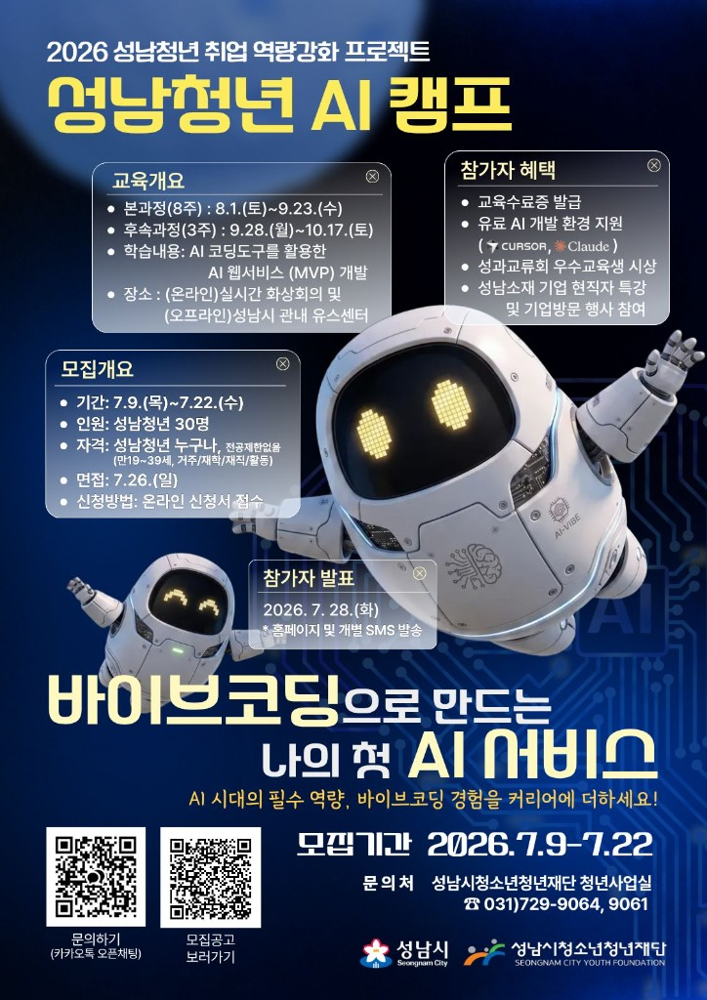 2026 성남청년 취업 역량강화 프로젝트
성남청년 AI 캠프
교육개요
• 본과정(8주) : 8.1.(토)~9.23.(수)
• 후속과정(3주) : 9.28.(월)~10.17.(토)
• 학습내용: AI 코딩도구를 활용한
AI 웹서비스 (MVP) 개발
• 장소 : (온라인)실시간 화상회의 및
(오프라인)성남시 관내 유스센터
참가자 혜택
• 교육수료증 발급
• 유료 AI 개발 환경 지원
( CURSOR, Claude )
• 성과교류회 우수교육생 시상
• 성남소재 기업 현직자 특강
및 기업방문 행사 참여
모집개요
• 기간: 7.9.(목)~7.22.(수)
• 인원: 성남청년 30명
• 자격: 성남청년 누구나, 전공제한없음
(만19~39세, 거주/재학/재직/활동)
• 면접: 7.26.(일)
• 신청방법: 온라인 신청서 접수
AI-VIBE
AI
참가자 발표
2026. 7. 28.(화)
* 홈페이지 및 개별 SMS 발송
바이브코딩으로 만드는
나의 첫 AI 서비스
AI 시대의 필수 역량, 바이브코딩 경험을 커리어에 더하세요!
모집기간 2026.7.9-7.22
문의처 성남시청소년청년재단 청년사업실
☎ 031)729-9064, 9061
문의하기
(카카오톡 오픈채팅)
모집공고
보러가기
성남시
Seongnam City
성남시청소년청년재단
SEONGNAM CITY YOUTH FOUNDATION